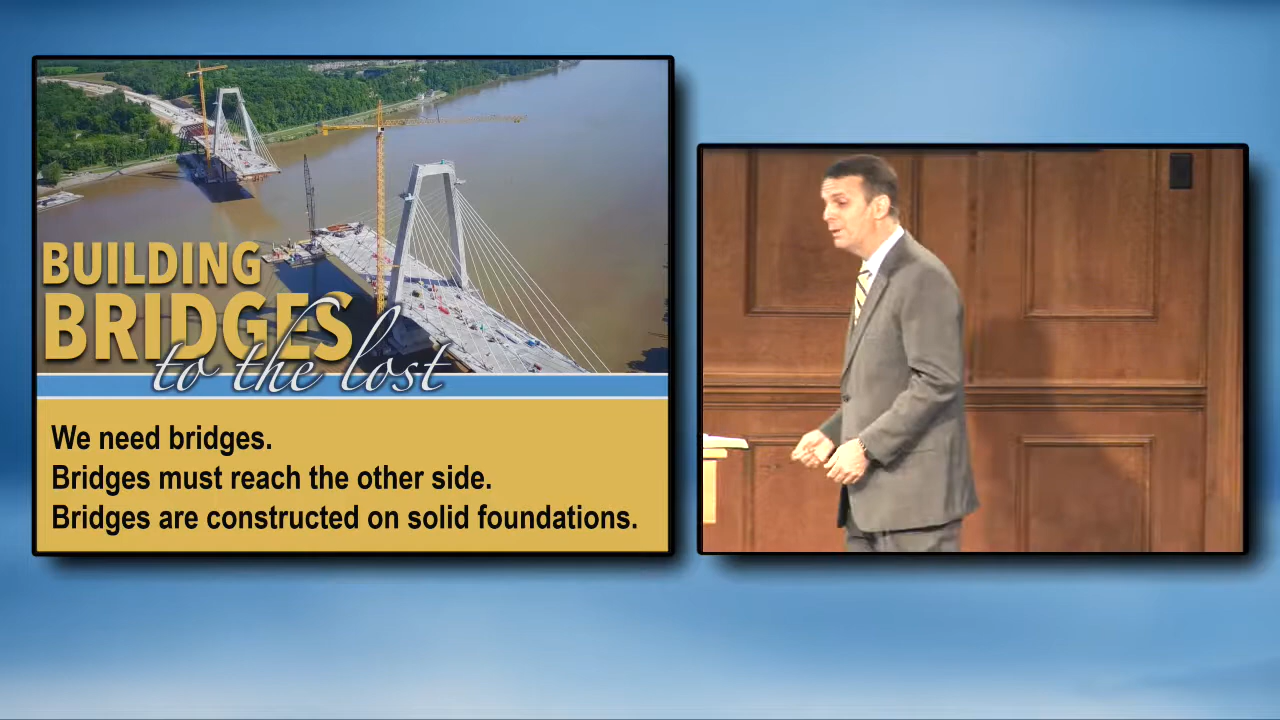 BUILDING
BRIDGES
to the lost
We need bridges.
Bridges must reach the other side.
Bridges are constructed on solid foundations.